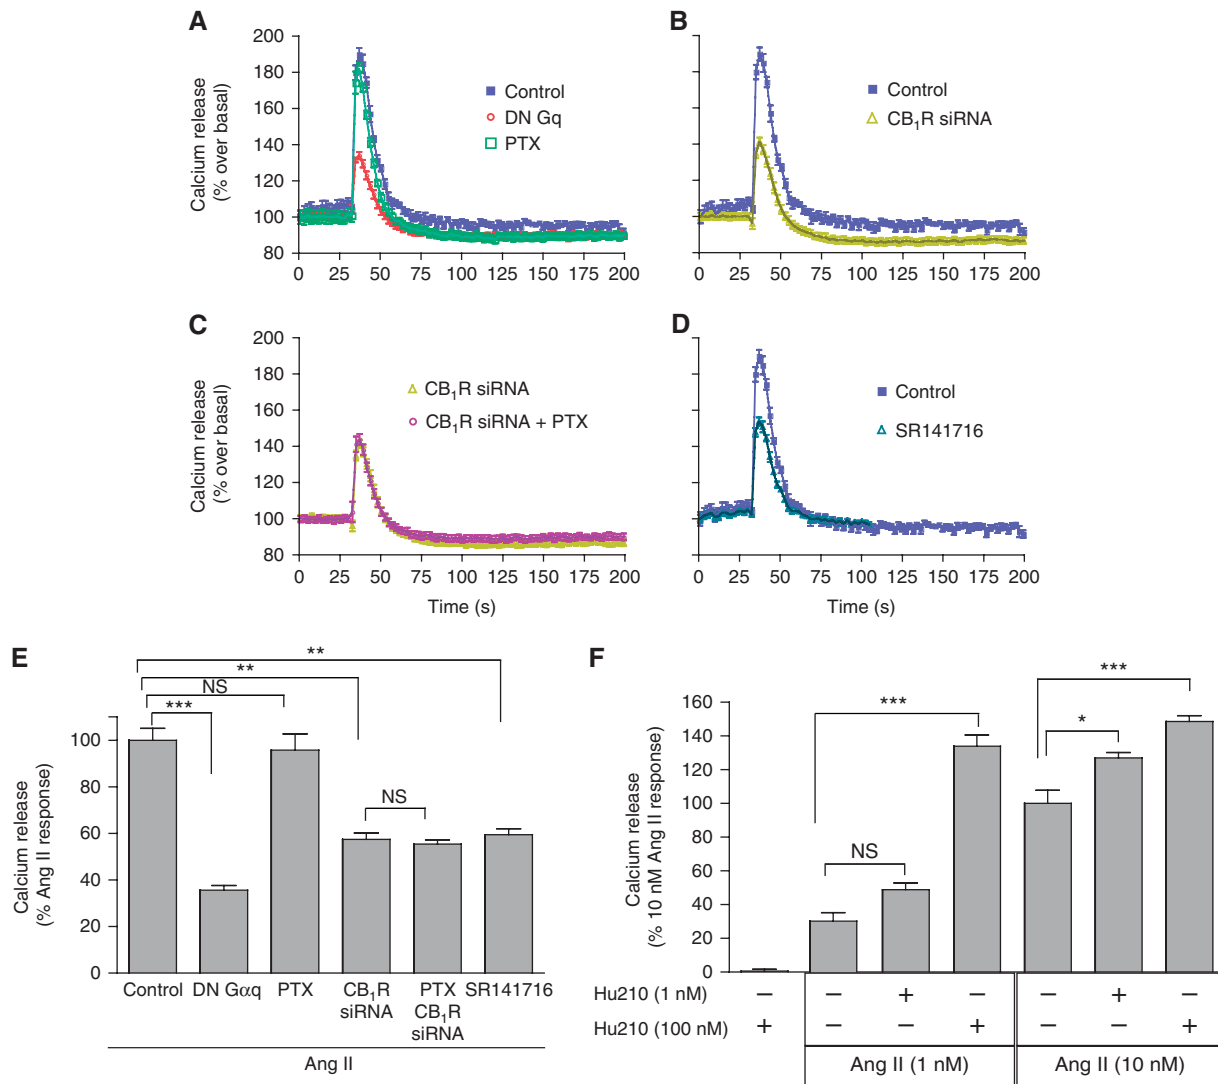 A
Calcium release
(% over basal)
200
180
160
140
120
100
80
0 25 50 75 100 125 150 175 200
Control
DN Gq
PTX
B
0 25 50 75 100 125 150 175 200
Control
CB1R siRNA
C
Calcium release
(% over basal)
200
180
160
140
120
100
80
0 25 50 75 100 125 150 175 200
Time (s)
CB1R siRNA
CB1R siRNA + PTX
D
0 25 50 75 100 125 150 175 200
Time (s)
Control
SR141716
E
**
**
NS
***
NS
Calcium release
(% Ang II response)
100
80
60
40
20
0
Control DN Gαq PTX CB1R siRNA PTX CB1R siRNA SR141716
Ang II
F
***
***
*
NS
Calcium release
(% 10 nM Ang II response)
160
140
120
100
80
60
40
20
0
Hu210 (1 nM) – – + – – + –
Hu210 (100 nM) + – – + – – +
Ang II (1 nM) Ang II (10 nM)